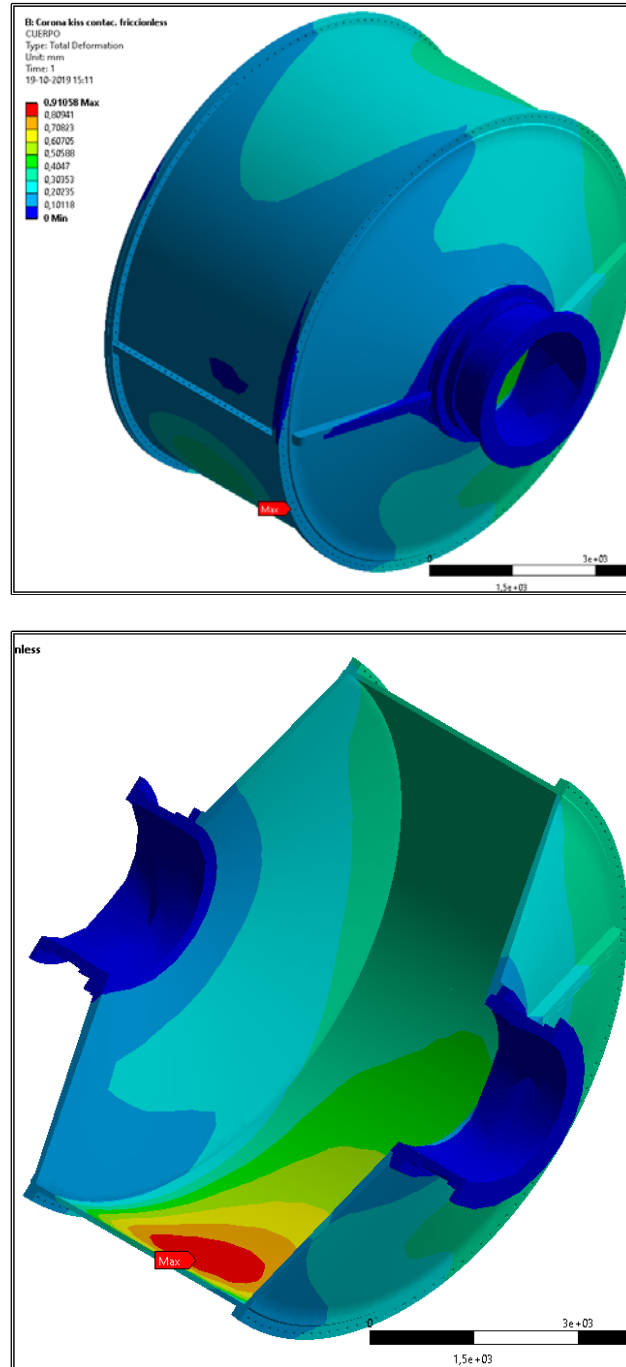 B: Corona kiss contac. friccionless
CUERPO
Type: Total Deformation
Unit: mm
Time: 1
19-10-2019 15:11
0.91058 Max
0,80941
0,70823
0,60705
0,50588
0,4047
0,30353
0,20235
0,10118
0 Min
Max
0
3e+03
1,5e+03
nless
Max
0
3e+03
1,5e+03